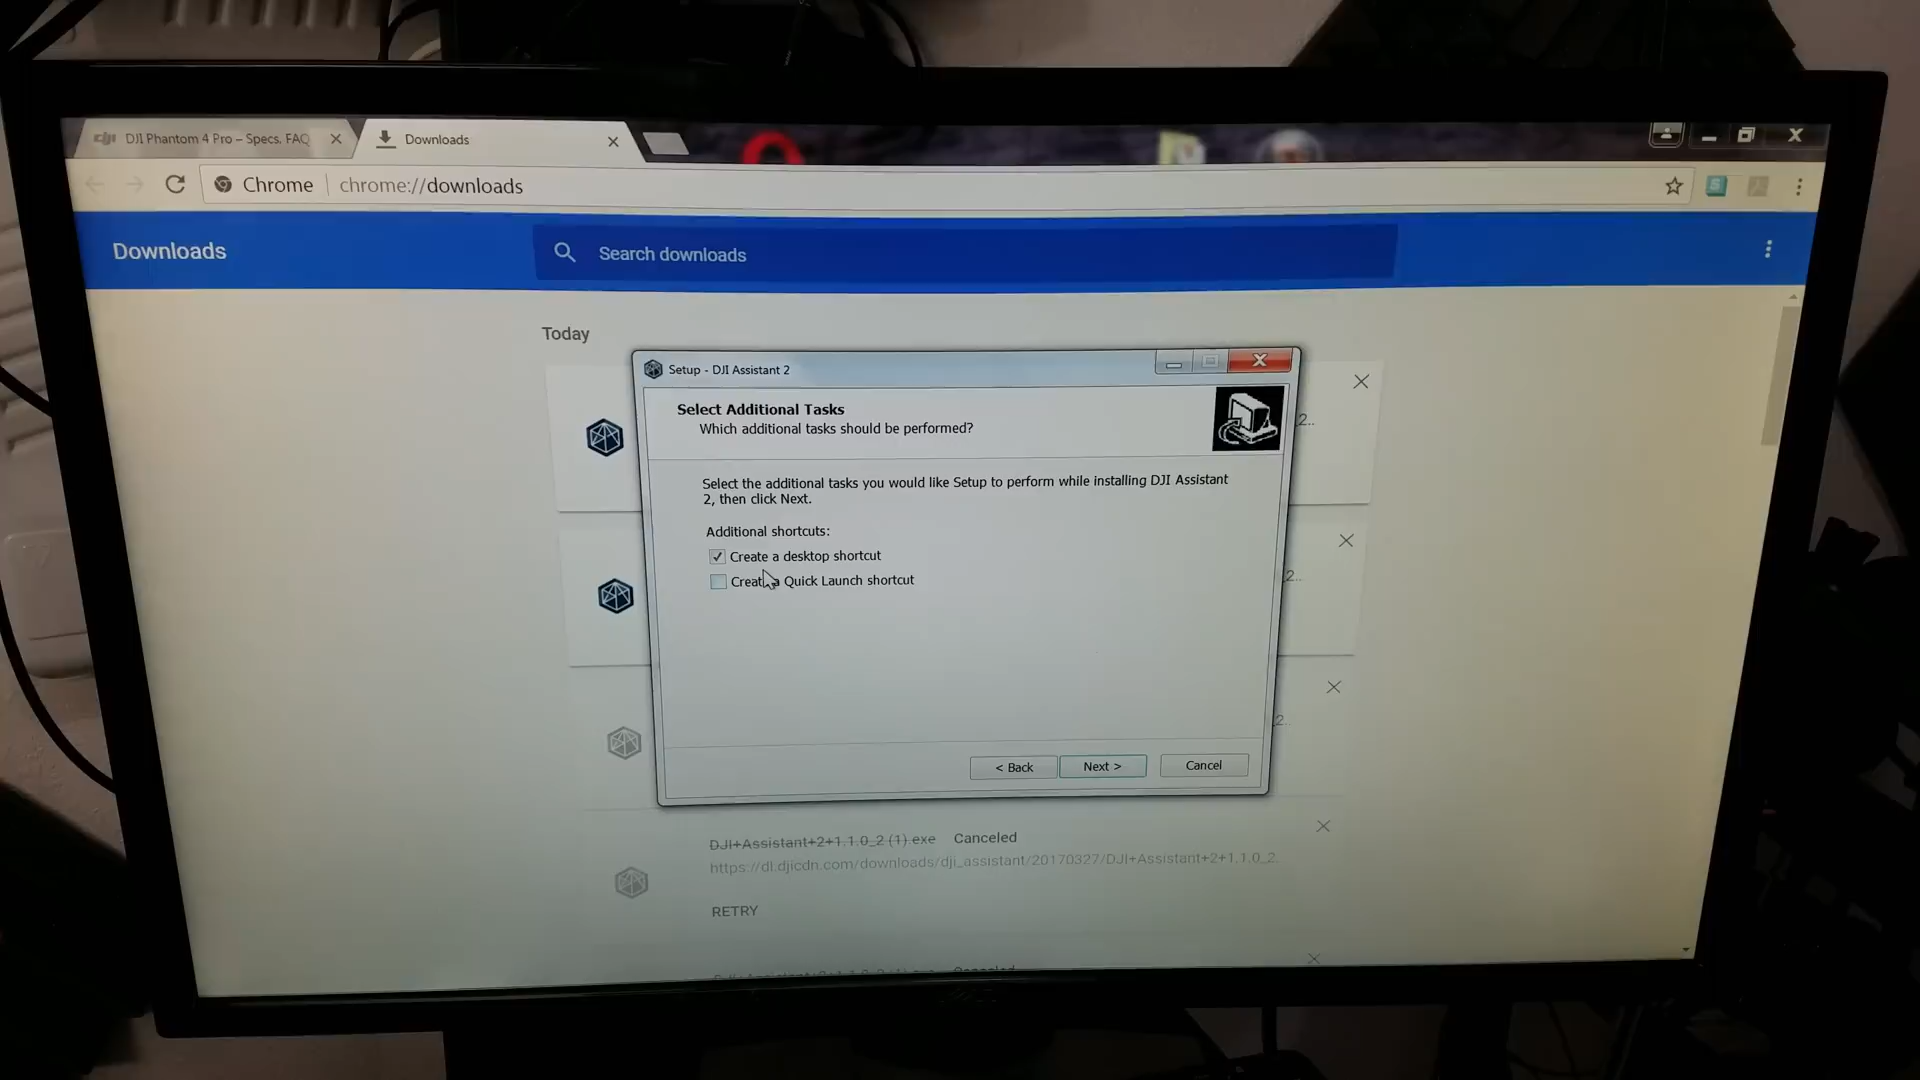 DJI Phantom 4 Pro – Specs, FAQ
Downloads
Chrome
chrome://downloads
Downloads
Search downloads
Today
Setup - DJI Assistant 2
Select Additional Tasks
Which additional tasks should be performed?
Select the additional tasks you would like Setup to perform while installing DJI Assistant
2, then click Next.
Additional shortcuts:
Create a desktop shortcut
Create a Quick Launch shortcut
< Back
Next >
Cancel
2..
2..
2..
DJI+Assistant+2+1.1.0_2 (1).exe Canceled
https://dl.djicdn.com/downloads/dji_assistant/20170327/DJI+Assistant+2+1.1.0_2.
RETRY